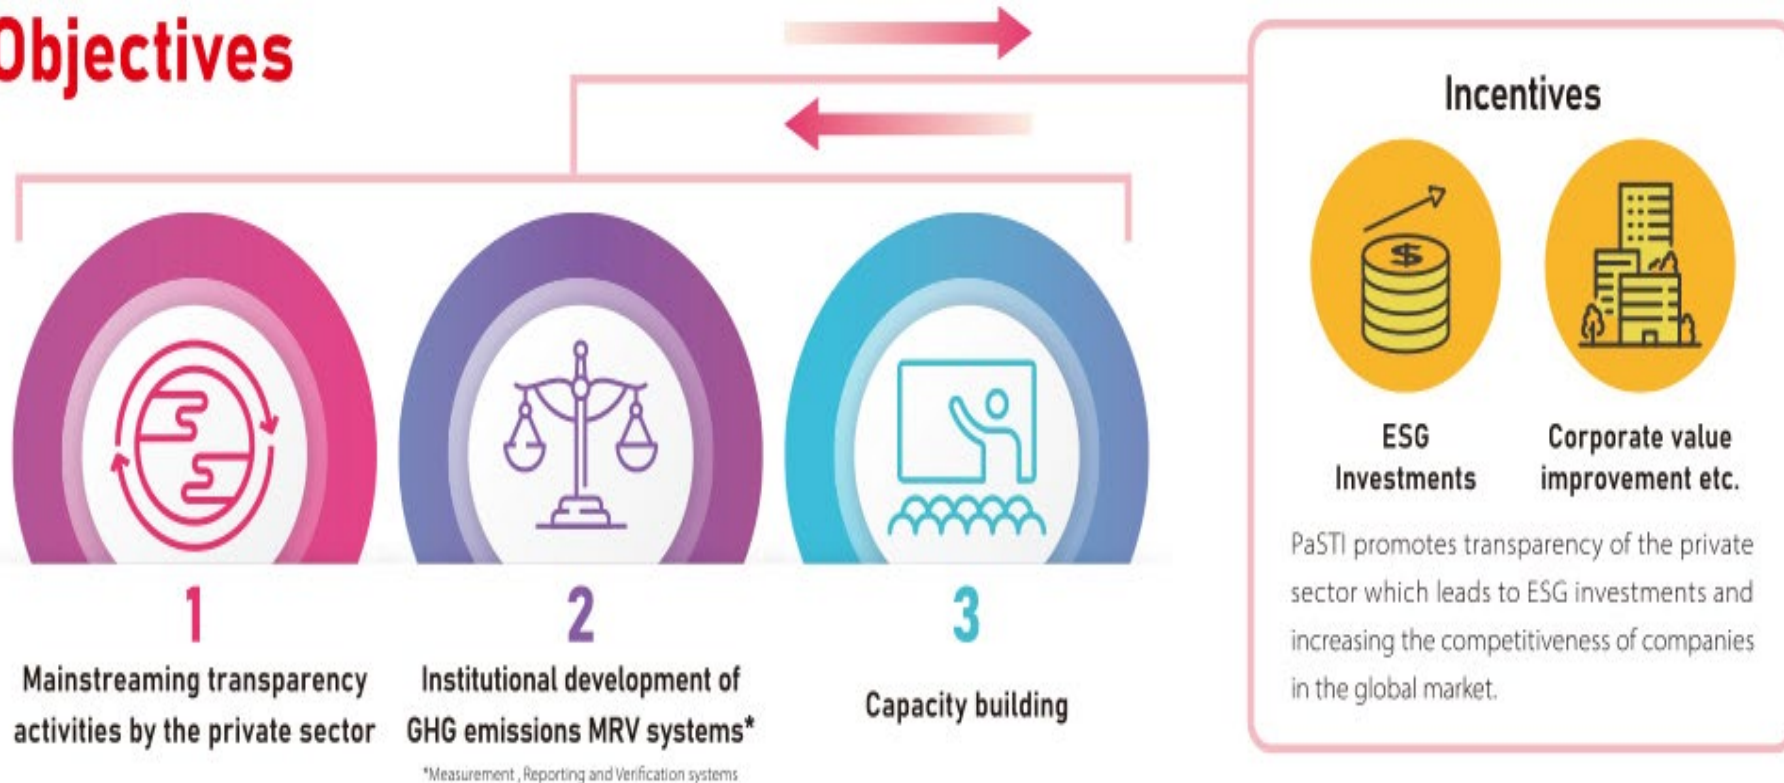 Objectives
1
Mainstreaming transparency
activities by the private sector
2
Institutional development of
GHG emissions MRV systems*
*Measurement , Reporting and Verification systems
3
Capacity building
Incentives
$
ESG
Investments
Corporate value
improvement etc.
PaSTI promotes transparency of the private
sector which leads to ESG investments and
increasing the competitiveness of companies
in the global market.